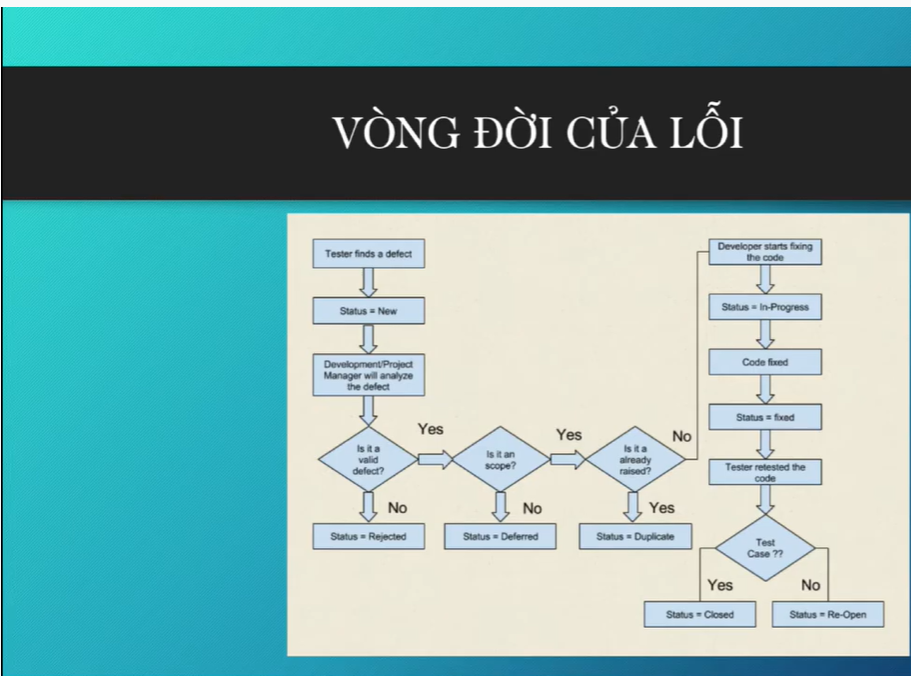 VÒNG ĐỜI CỦA LỖI
Tester finds a defect
Status = New
Development/Project
Manager will analyze
the defect
Is it a
valid
defect?
Yes
No
Status = Rejected
Is it an
scope?
Yes
No
Status = Deferred
Is it a
already
raised?
No
Yes
Status = Duplicate
Developer starts fixing
the code
Status = In-Progress
Code fixed
Status = fixed
Tester retested the
code
Test
Case ??
Yes
No
Status = Closed
Status = Re-Open